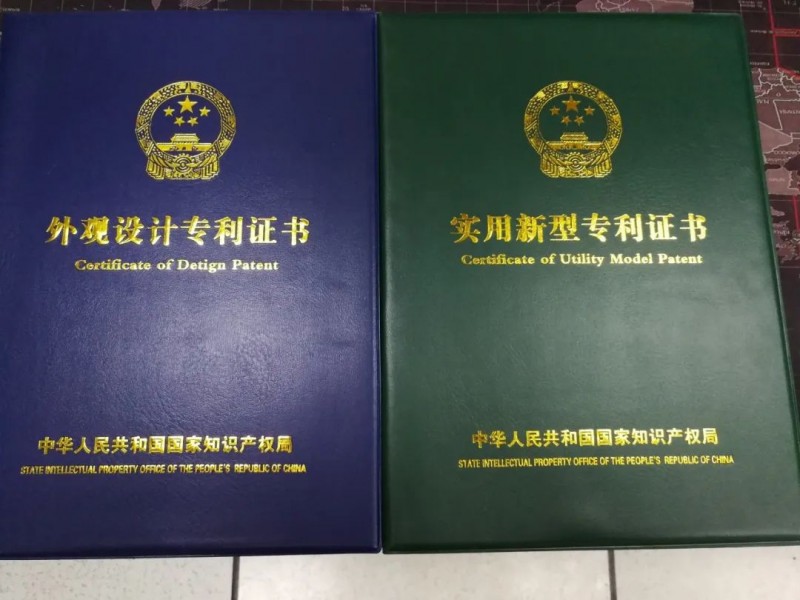 外观设计专利证书
Certificate of Detign Patent
中华人民共和国国家知识产权局
STATE INTELLECTUAL PROPERTY OFFICE OF THE PEOPLE'S REPUBLIC OF CHINA
实用新型专利证书
Certificate of Utility Model Patent
中华人民共和国国家知识产权局
STATE INTELLECTUAL PROPERTY OFFICE OF THE PEOPLE'S REPUBLIC OF CHINA